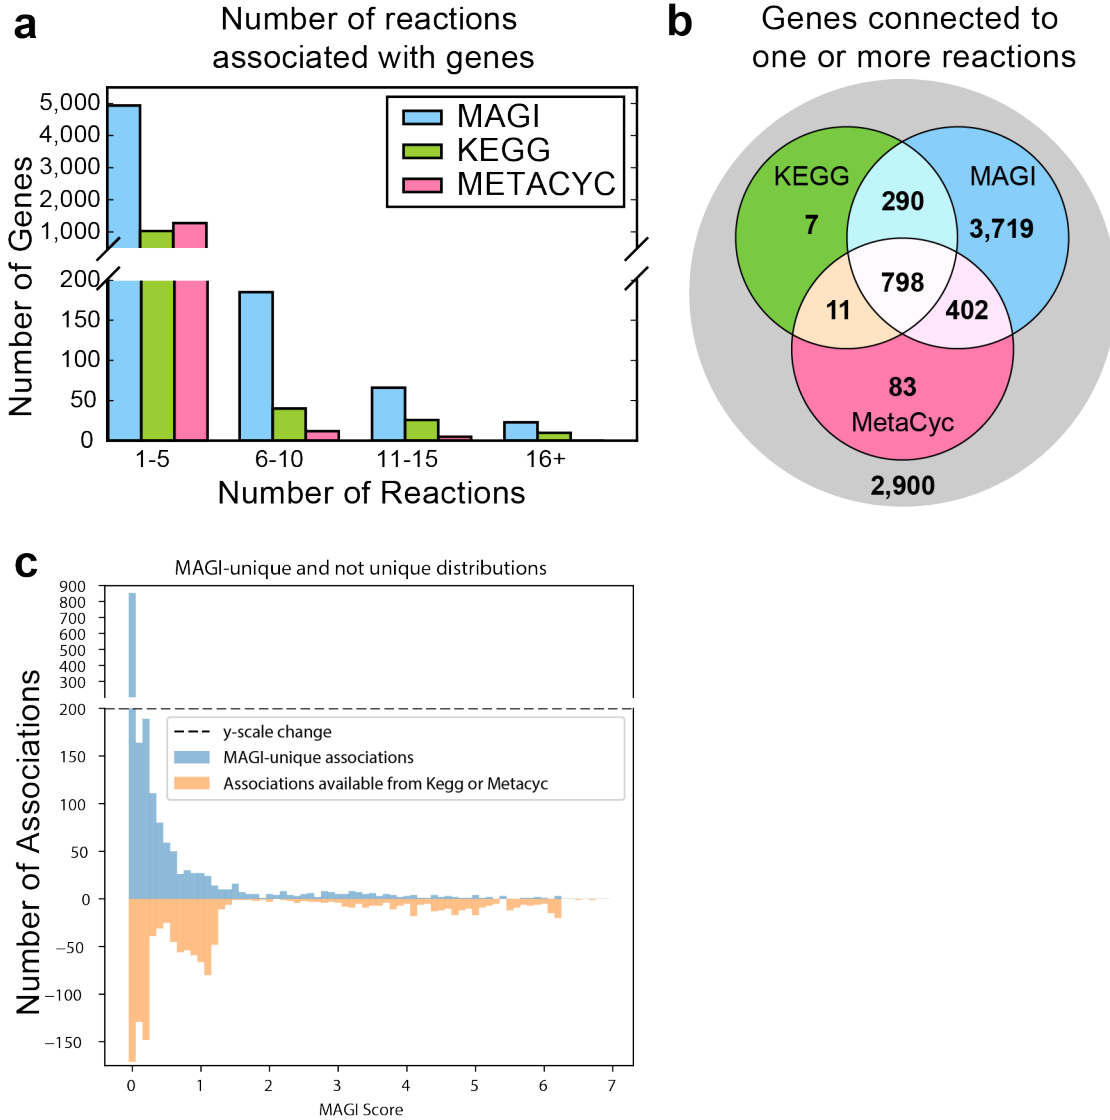 a
Number of reactions
associated with genes
Number of Genes
5,000
4,000
3,000
2,000
1,000
200
150
100
50
0
MAGI
KEGG
METACYC
1-5
6-10
11-15
16+
Number of Reactions
b
Genes connected to
one or more reactions
KEGG
7
290
MAGI
3,719
798
11
402
83
MetaCyc
2,900
c
MAGI-unique and not unique distributions
Number of Associations
900
800
700
600
500
400
300
200
150
100
50
0
−50
−100
−150
y-scale change
MAGI-unique associations
Associations available from Kegg or Metacyc
0
1
2
3
4
5
6
7
MAGI Score